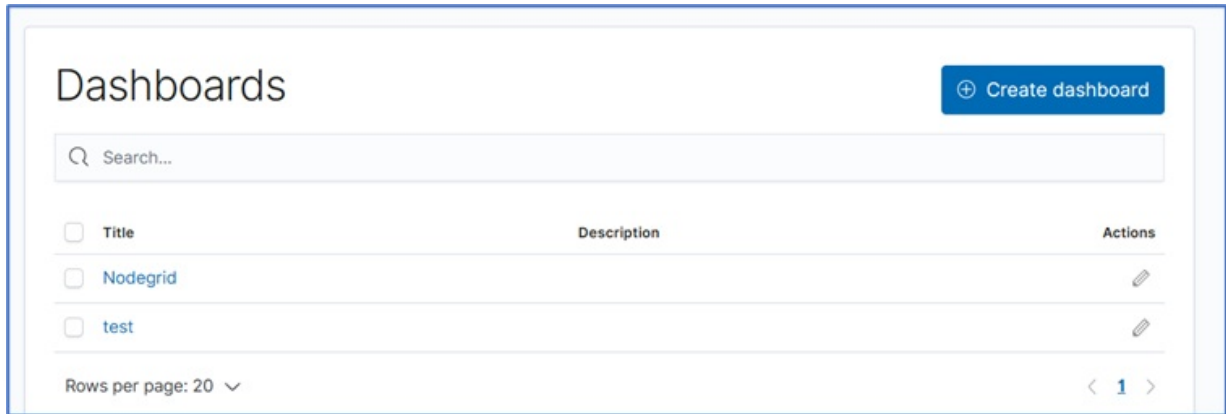 Dashboards
Create dashboard
Search...
Title Description Actions
Nodegrid
test
Rows per page: 20 1